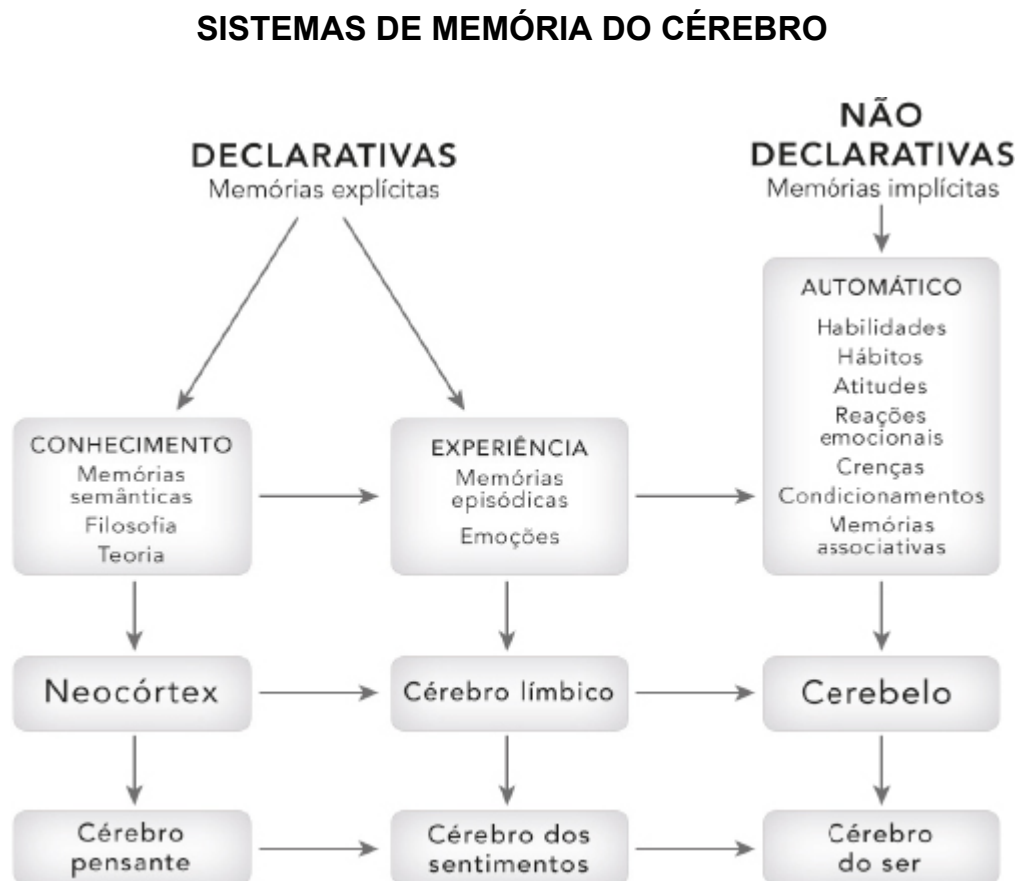 SISTEMAS DE MEMÓRIA DO CÉREBRO
DECLARATIVAS
Memórias explícitas
NÃO
DECLARATIVAS
Memórias implícitas
CONHECIMENTO
Memórias
semânticas
Filosofia
Teoria
EXPERIÊNCIA
Memórias
episódicas
Emoções
AUTOMÁTICO
Habilidades
Hábitos
Atitudes
Reações
emocionais
Crenças
Condicionamentos
Memórias
associativas
Neocórtex
Cérebro límbico
Cerebelo
Cérebro
pensante
Cérebro dos
sentimentos
Cérebro
do ser